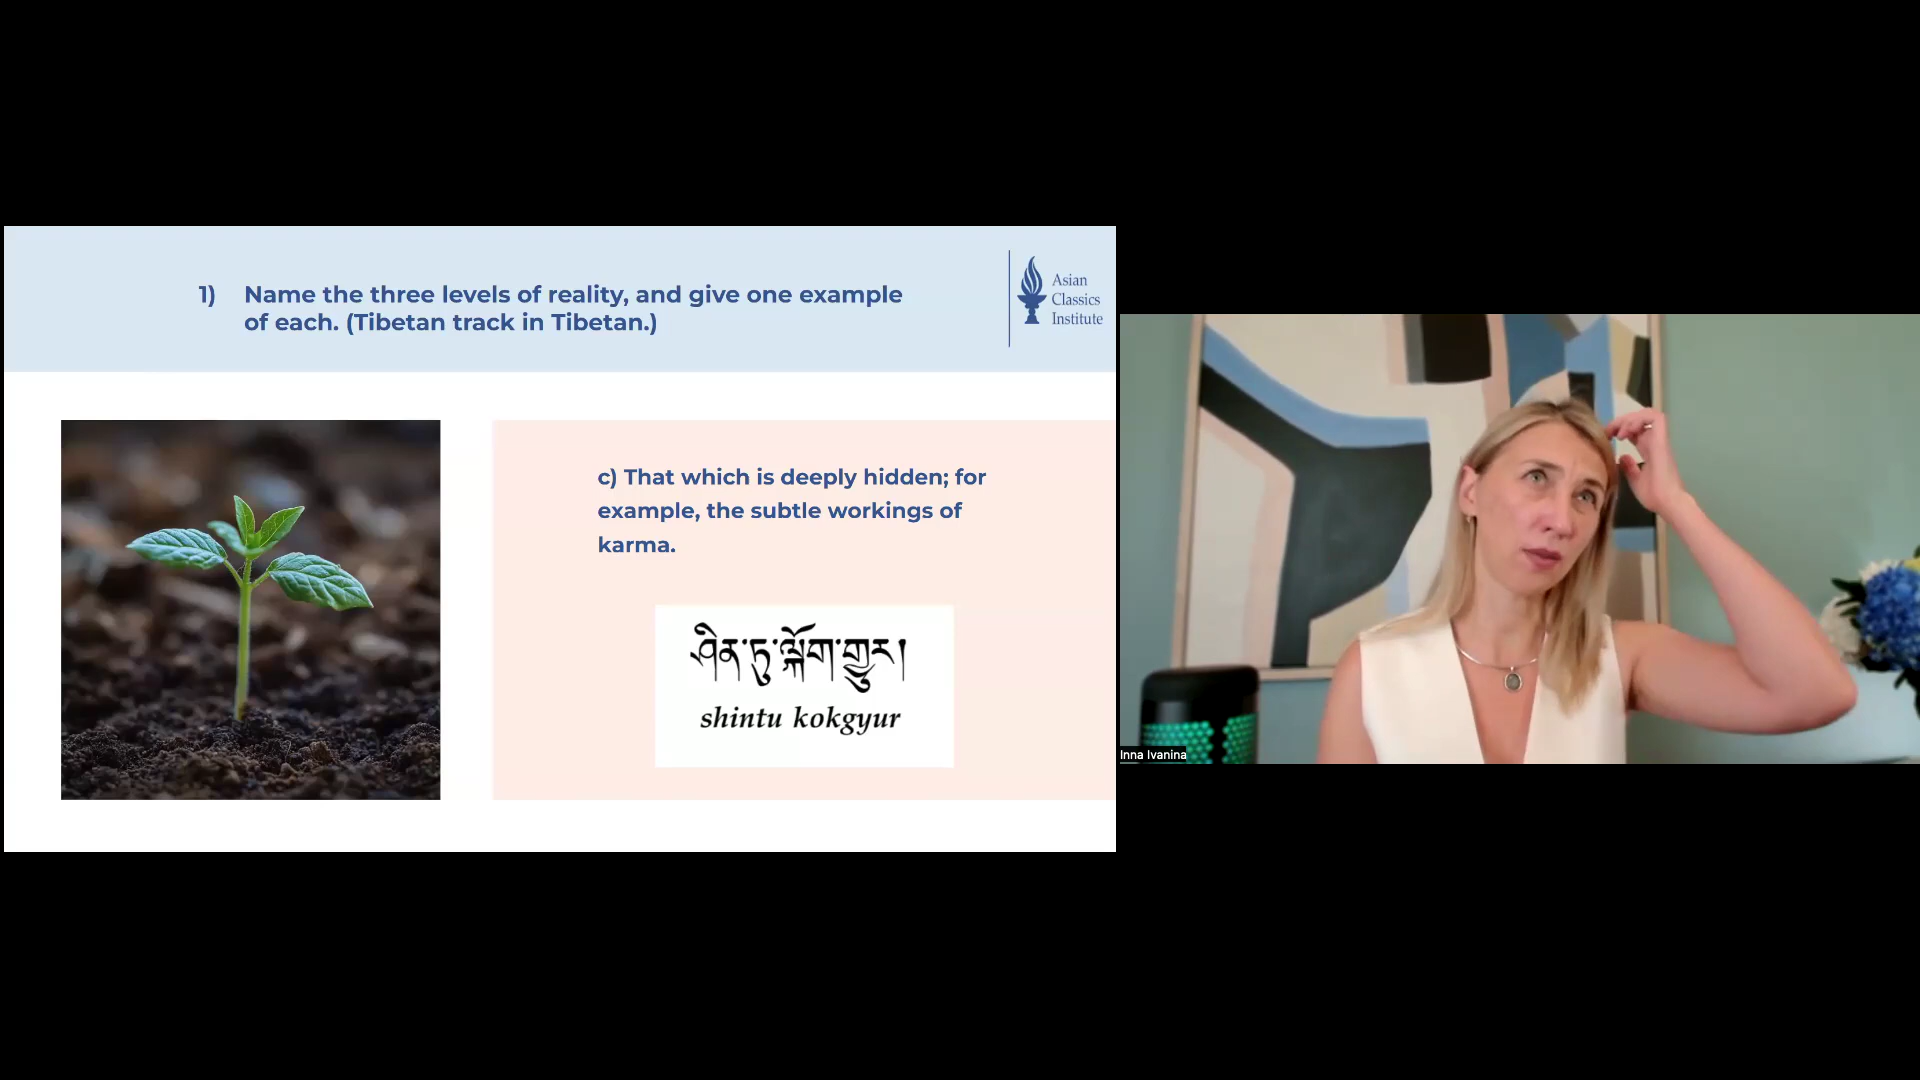 1) Name the three levels of reality, and give one example
of each. (Tibetan track in Tibetan.)
Asian
Classics
Institute
c) That which is deeply hidden; for
example, the subtle workings of
karma.
ཤིན་ཏུ་ལྐོག་གྱུར།
shintu kokgyur
Inna Ivanina